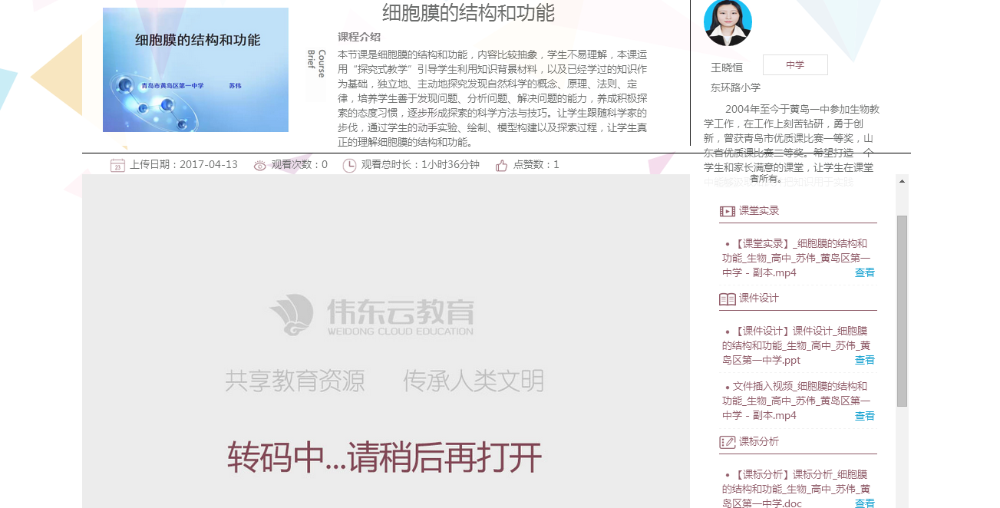 细胞膜的结构和功能
细胞膜的结构和功能
青岛市黄岛区第一中学 苏伟
Course
Brief
课程介绍
本节课是细胞膜的结构和功能，内容比较抽象，学生不易理解，本课运
用“探究式教学”引导学生利用知识背景材料，以及已经学过的知识作
为基础，独立地、主动地探究发现自然科学的概念、原理、法则、定
律，培养学生善于发现问题、分析问题、解决问题的能力，养成积极探
索的态度习惯，逐步形成探索的科学方法与技巧。让学生跟随科学家的
步伐，通过学生的动手实验、绘制、模型构建以及探索过程，让学生真
正的理解细胞膜的结构和功能。
王晓恒 中学
东环路小学
2004年至今于黄岛一中参加生物教
学工作，在工作上刻苦钻研，勇于创
新，曾获青岛市优质课比赛一等奖，山
东省优质课比赛二等奖。希望打造一个
学生和家长满意的课堂，让学生在课堂
者所有。
23 上传日期：2017-04-13 观看次数：0 观看总时长：1小时36分钟 点赞数：1
伟东云教育
WEIDONG CLOUD EDUCATION
共享教育资源 传承人类文明
转码中...请稍后再打开
课堂实录
• 【课堂实录】_细胞膜的结构和
功能_生物_高中_苏伟_黄岛区第一
中学 - 副本.mp4 查看
课件设计
• 【课件设计】课件设计_细胞膜
的结构和功能_生物_高中_苏伟_黄
岛区第一中学.ppt 查看
• 文件插入视频_细胞膜的结构和
功能_生物_高中_苏伟_黄岛区第一
中学 - 副本.mp4 查看
课标分析
• 【课标分析】课标分析_细胞膜
的结构和功能_生物_高中_苏伟_黄
岛区第一中学.doc 查看